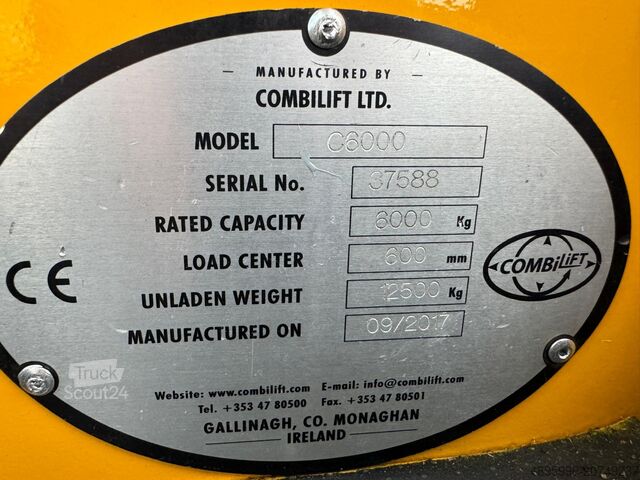 MANUFACTURED BY
COMBILIFT LTD.
MODEL C6000
SERIAL No. 37588
RATED CAPACITY 6000 Kg
LOAD CENTER 600 mm
UNLADEN WEIGHT 12500 Kg
MANUFACTURED ON 09/2017
CE
COMBiLiFT
Website: www.combilift.com E-mail: info@combilift.com
Tel. +353 47 80500 Fax. +353 47 80501
GALLINAGH, CO. MONAGHAN
IRELAND
Truck
Scout24